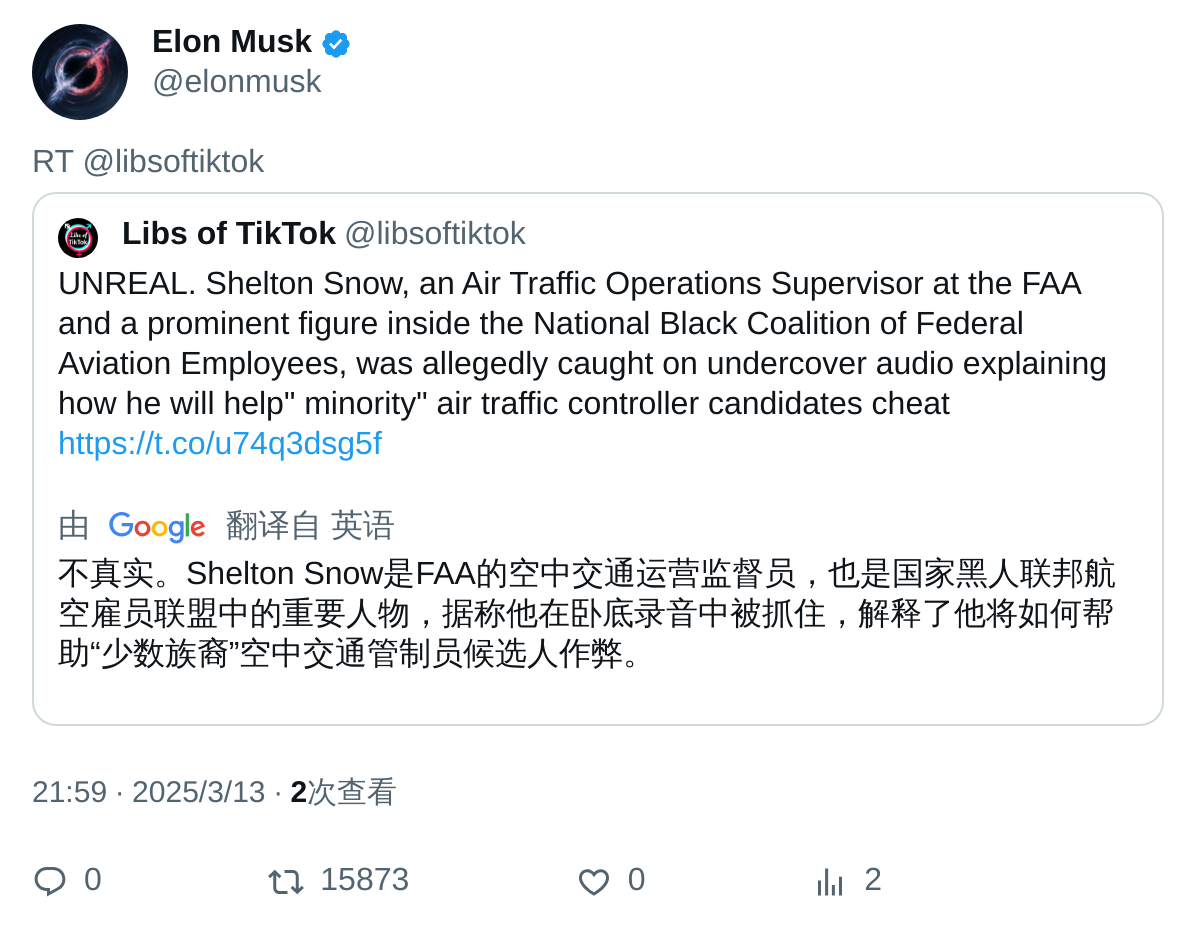 Elon Musk
@elonmusk
RT @libsoftiktok
Libs of TikTok @libsoftiktok
Libs of
TikTok
UNREAL. Shelton Snow, an Air Traffic Operations Supervisor at the FAA
and a prominent figure inside the National Black Coalition of Federal
Aviation Employees, was allegedly caught on undercover audio explaining
how he will help" minority" air traffic controller candidates cheat
https://t.co/u74q3dsg5f
由 Google 翻译自 英语
不真实。Shelton Snow是FAA的空中交通运营监督员，也是国家黑人联邦航
空雇员联盟中的重要人物，据称他在卧底录音中被抓住，解释了他将如何帮
助“少数族裔”空中交通管制员候选人作弊。
21:59 · 2025/3/13 · 2次查看
0 15873 0 2